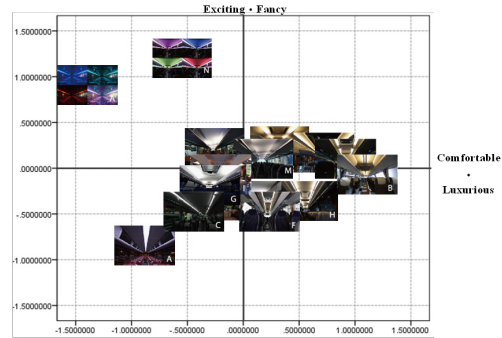 Exciting • Fancy
1.5000000
1.0000000
.5000000
.0000000
-.5000000
-1.0000000
-1.5000000
-1.5000000 -1.0000000 -.5000000 .0000000 .5000000 1.0000000 1.5000000
Comfortable
•
Luxurious
N
M
B
G
H
C
F
A